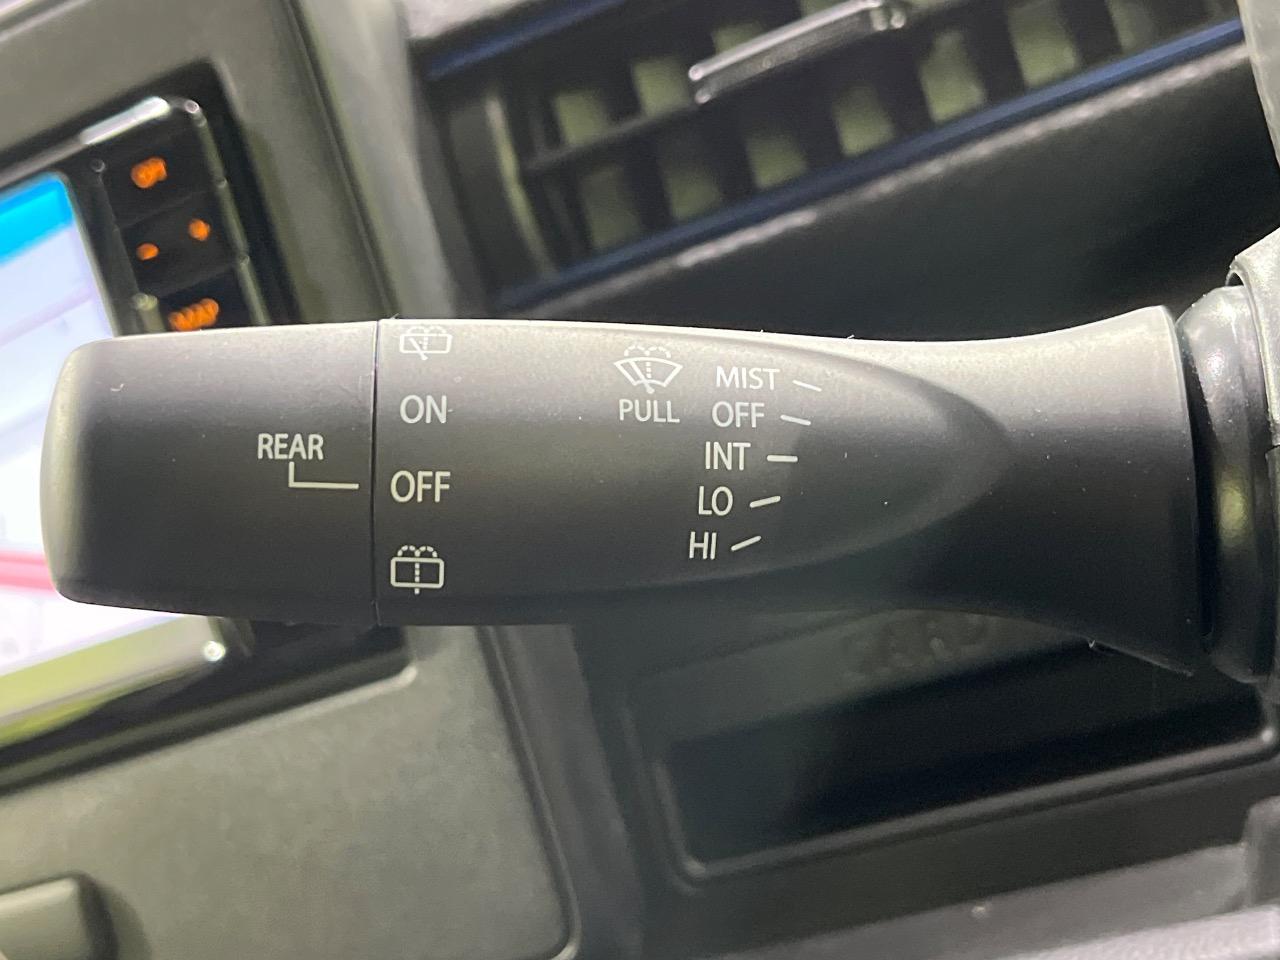 REAR
ON
OFF
PULL
MIST
OFF
INT
LO
HI